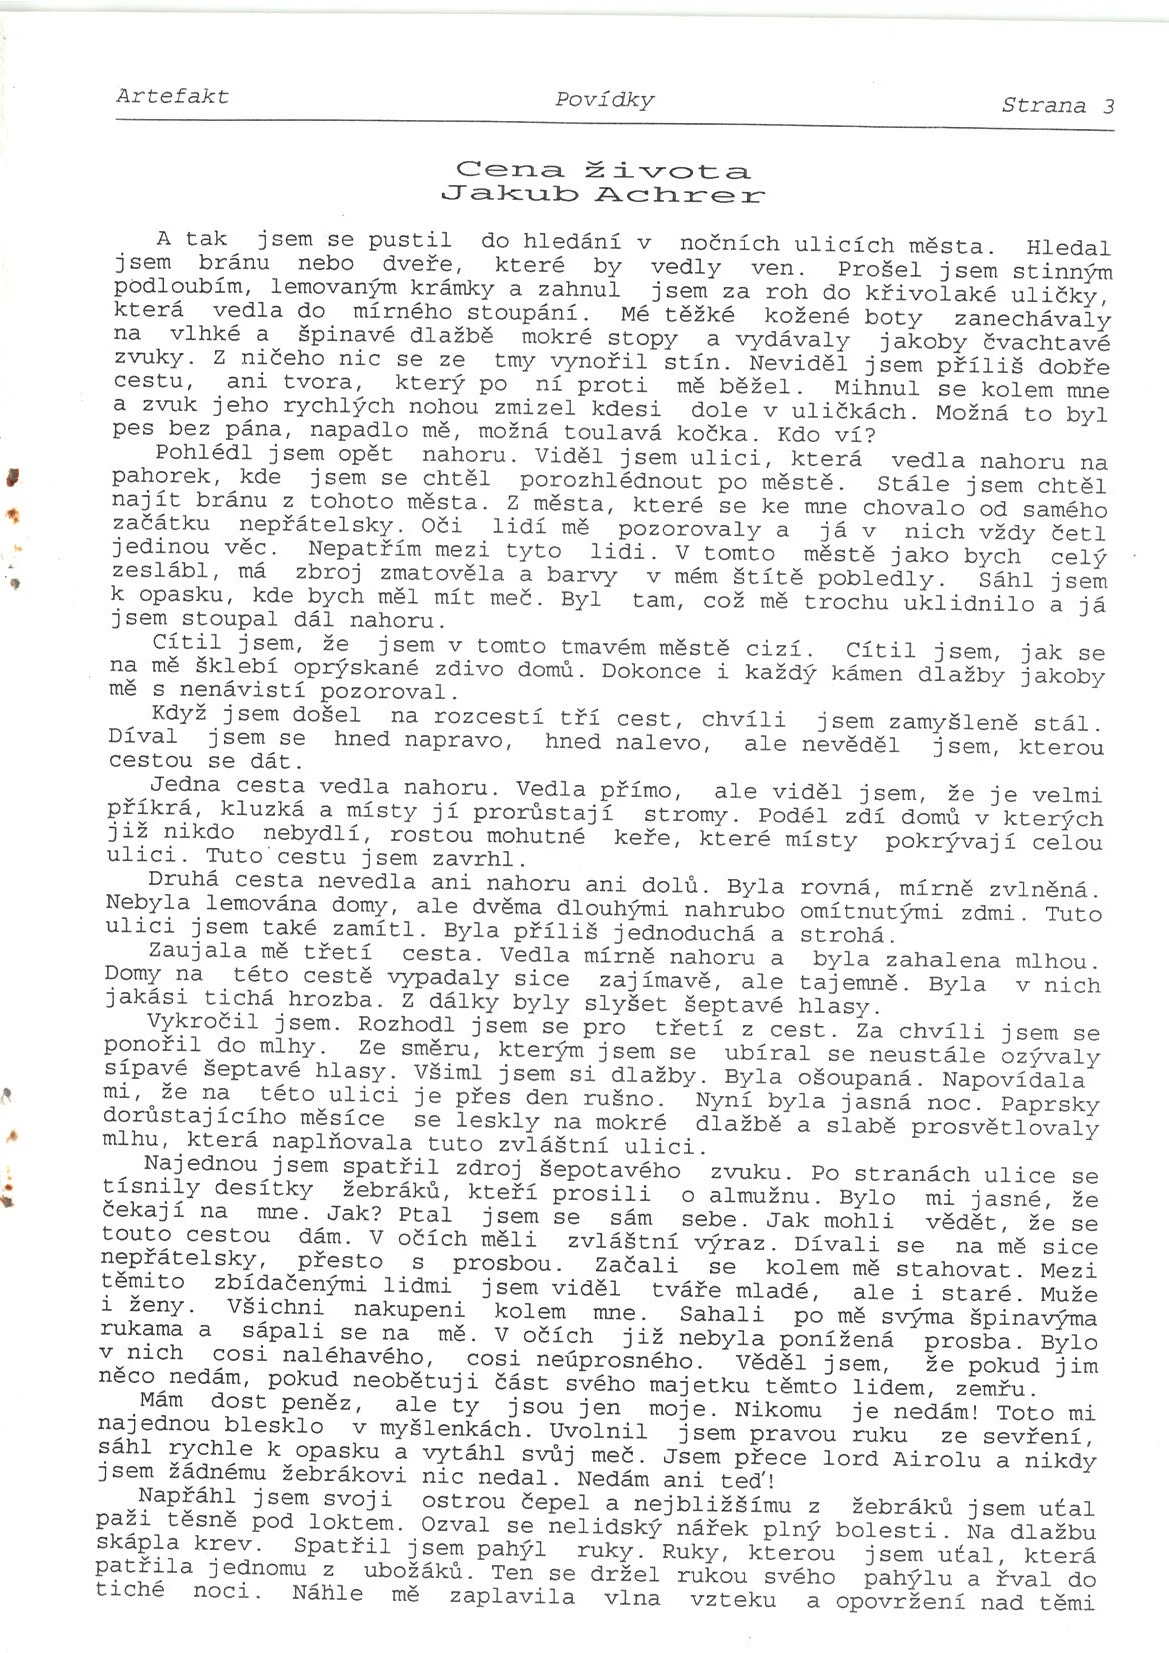 Artefakt Povídky Strana 3
Cena života
Jakub Achrer
A tak jsem se pustil do hledání v nočních ulicích města. Hledal
jsem bránu nebo dveře, které by vedly ven. Prošel jsem stinným
podloubím, lemovaným krámky a zahnul jsem za roh do křivolaké uličky,
která vedla do mírného stoupání. Mé těžké kožené boty zanechávaly
na vlhké a špinavé dlažbě mokré stopy a vydávaly jakoby čvachtavé
zvuky. Z ničeho nic se ze tmy vynořil stín. Neviděl jsem příliš dobře
cestu, ani tvora, který po ní proti mě běžel. Mihnul se kolem mne
a zvuk jeho rychlých nohou zmizel kdesi dole v uličkách. Možná to byl
pes bez pána, napadlo mě, možná toulavá kočka. Kdo ví?
Pohlédl jsem opět nahoru. Viděl jsem ulici, která vedla nahoru na
pahorek, kde jsem se chtěl porozhlédnout po městě. Stále jsem chtěl
najít bránu z tohoto města. Z města, které se ke mne chovalo od samého
začátku nepřátelsky. Oči lidí mě pozorovaly a já v nich vždy četl
jedinou věc. Nepatřím mezi tyto lidi. V tomto městě jako bych celý
zeslábl, má zbroj zmatověla a barvy v mém štítě pobledly. Sáhl jsem
k opasku, kde bych měl mít meč. Byl tam, což mě trochu uklidnilo a já
jsem stoupal dál nahoru.
Cítil jsem, že jsem v tomto tmavém městě cizí. Cítil jsem, jak se
na mě šklebí oprýskané zdivo domů. Dokonce i každý kámen dlažby jakoby
mě s nenávistí pozoroval.
Když jsem došel na rozcestí tří cest, chvíli jsem zamyšleně stál.
Díval jsem se hned napravo, hned nalevo, ale nevěděl jsem, kterou
cestou se dát.
Jedna cesta vedla nahoru. Vedla přímo, ale viděl jsem, že je velmi
příkrá, kluzká a místy jí prorůstají stromy. Podél zdí domů v kterých
již nikdo nebydlí, rostou mohutné keře, které místy pokrývají celou
ulici. Tuto cestu jsem zavrhl.
Druhá cesta nevedla ani nahoru ani dolů. Byla rovná, mírně zvlněná.
Nebyla lemována domy, ale dvěma dlouhými nahrubo omítnutými zdmi. Tuto
ulici jsem také zamítl. Byla příliš jednoduchá a strohá.
Zaujala mě třetí cesta. Vedla mírně nahoru a byla zahalena mlhou.
Domy na této cestě vypadaly sice zajímavě, ale tajemně. Byla v nich
jakási tichá hrozba. Z dálky byly slyšet šeptavé hlasy.
Vykročil jsem. Rozhodl jsem se pro třetí z cest. Za chvíli jsem se
ponořil do mlhy. Ze směru, kterým jsem se ubíral se neustále ozývaly
sípavé šeptavé hlasy. Všiml jsem si dlažby. Byla ošoupaná. Napovídala
mi, že na této ulici je přes den rušno. Nyní byla jasná noc. Paprsky
dorůstajícího měsíce se leskly na mokré dlažbě a slabě prosvětlovaly
mlhu, která naplňovala tuto zvláštní ulici.
Najednou jsem spatřil zdroj šepotavého zvuku. Po stranách ulice se
tísnily desítky žebráků, kteří prosili o almužnu. Bylo mi jasné, že
čekají na mne. Jak? Ptal jsem se sám sebe. Jak mohli vědět, že se
touto cestou dám. V očích měli zvláštní výraz. Dívali se na mě sice
nepřátelsky, přesto s prosbou. Začali se kolem mě stahovat. Mezi
těmito zbídačenými lidmi jsem viděl tváře mladé, ale i staré. Muže
i ženy. Všichni nakupeni kolem mne. Sahali po mě svýma špinavýma
rukama a sápali se na mě. V očích již nebyla ponížená prosba. Bylo
v nich cosi naléhavého, cosi neúprosného. Věděl jsem, že pokud jim
něco nedám, pokud neobětuji část svého majetku těmto lidem, zemřu.
Mám dost peněz, ale ty jsou jen moje. Nikomu je nedám! Toto mi
najednou blesklo v myšlenkách. Uvolnil jsem pravou ruku ze sevření,
sáhl rychle k opasku a vytáhl svůj meč. Jsem přece lord Airolu a nikdy
jsem žádnému žebrákovi nic nedal. Nedám ani teď!
Napřáhl jsem svoji ostrou čepel a nejbližšímu z žebráků jsem uťal
paži těsně pod loktem. Ozval se nelidský nářek plný bolesti. Na dlažbu
skápla krev. Spatřil jsem pahýl ruky. Ruky, kterou jsem uťal, která
patřila jednomu z ubožáků. Ten se držel rukou svého pahýlu a řval do
tiché noci. Náhle mě zaplavila vlna vzteku a opovržení nad těmi